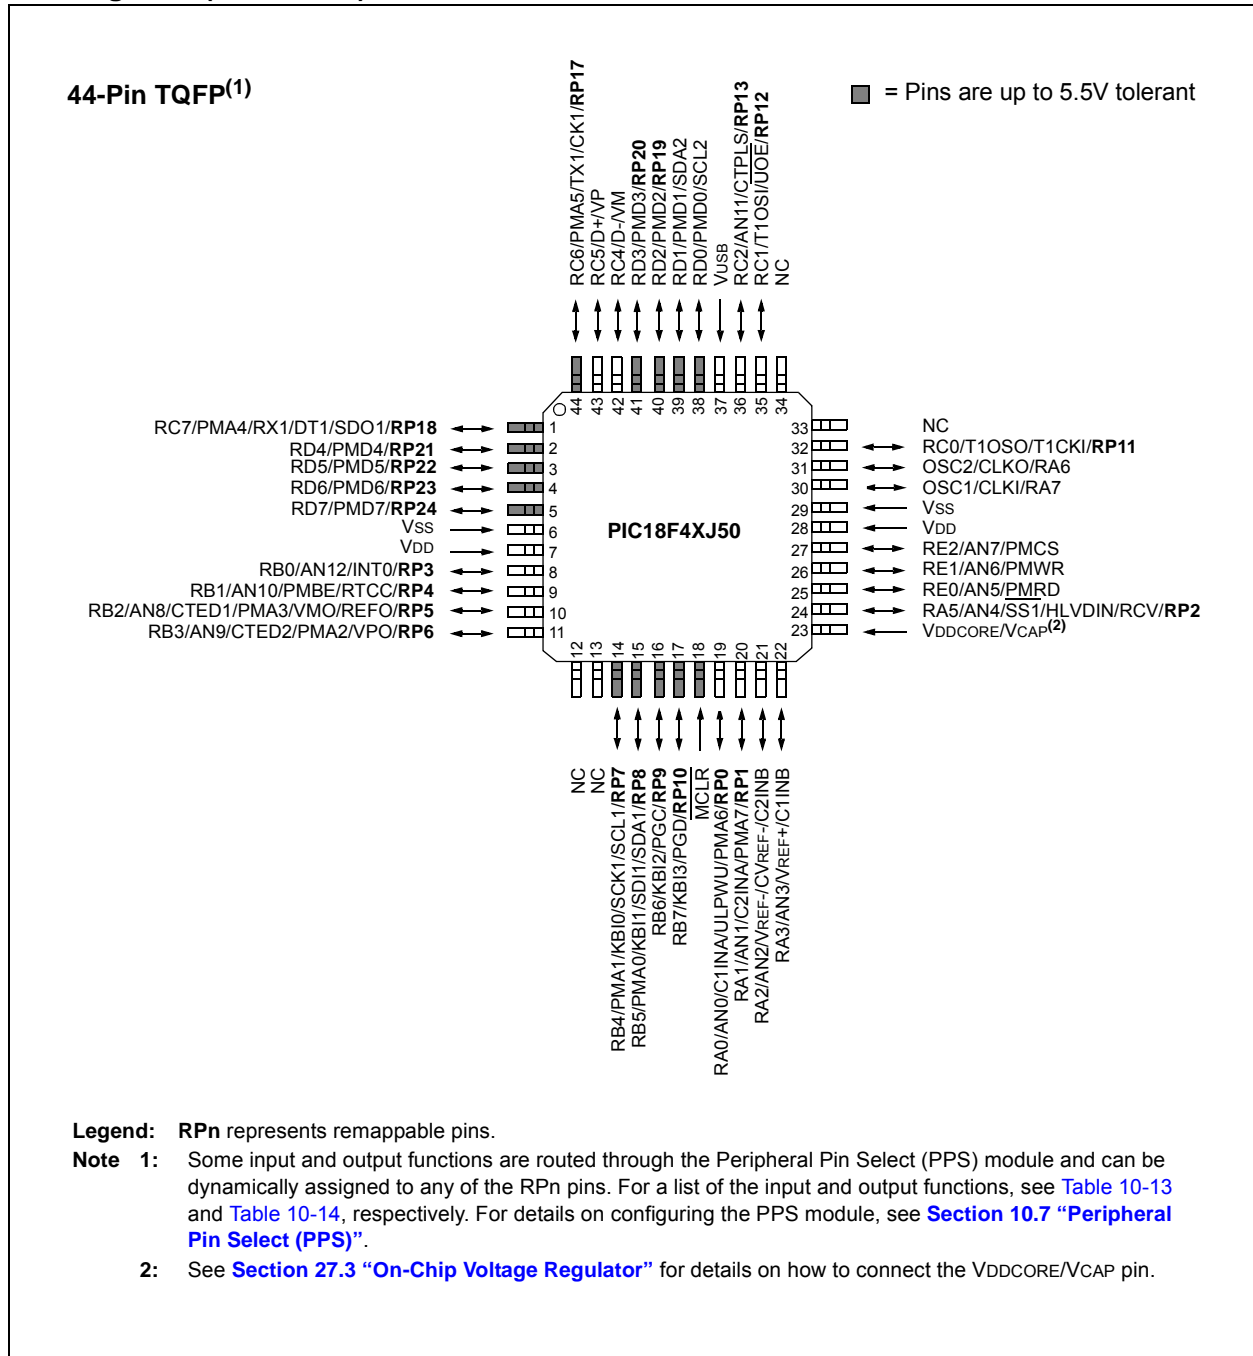 44-Pin TQFP(1)
= Pins are up to 5.5V tolerant
RC6/PMA5/TX1/CK1/RP17
RC5/D+/VP
RC4/D-/VM
RD3/PMD3/RP20
RD2/PMD2/RP19
RD1/PMD1/SDA2
RD0/PMD0/SCL2
VUSB
RC2/AN11/CTPLS/RP13
RC1/T1OSI/UOE/RP12
NC
44
43
42
41
40
39
38
37
36
35
34
RC7/PMA4/RX1/DT1/SDO1/RP18
RD4/PMD4/RP21
RD5/PMD5/RP22
RD6/PMD6/RP23
RD7/PMD7/RP24
VSS
VDD
RB0/AN12/INT0/RP3
RB1/AN10/PMBE/RTCC/RP4
RB2/AN8/CTED1/PMA3/VMO/REFO/RP5
RB3/AN9/CTED2/PMA2/VPO/RP6
1
2
3
4
5
6
7
8
9
10
11
PIC18F4XJ50
33
32
31
30
29
28
27
26
25
24
23
NC
RC0/T1OSO/T1CKI/RP11
OSC2/CLKO/RA6
OSC1/CLKI/RA7
VSS
VDD
RE2/AN7/PMCS
RE1/AN6/PMWR
RE0/AN5/PMRD
RA5/AN4/SS1/HLVDIN/RCV/RP2
VDDCORE/VCAP(2)
12
13
14
15
16
17
18
19
20
21
22
NC
NC
RB4/PMA1/KBI0/SCK1/SCL1/RP7
RB5/PMA0/KBI1/SDI1/SDA1/RP8
RB6/KBI2/PGC/RP9
RB7/KBI3/PGD/RP10
MCLR
RA0/AN0/C1INA/ULPWU/PMA6/RP0
RA1/AN1/C2INA/PMA7/RP1
RA2/AN2/VREF-/CVREF-/C2INB
RA3/AN3/VREF+/C1INB
Legend: RPn represents remappable pins.
Note 1: Some input and output functions are routed through the Peripheral Pin Select (PPS) module and can be
dynamically assigned to any of the RPn pins. For a list of the input and output functions, see Table 10-13
and Table 10-14, respectively. For details on configuring the PPS module, see Section 10.7 “Peripheral
Pin Select (PPS)”.
2: See Section 27.3 “On-Chip Voltage Regulator” for details on how to connect the VDDCORE/VCAP pin.